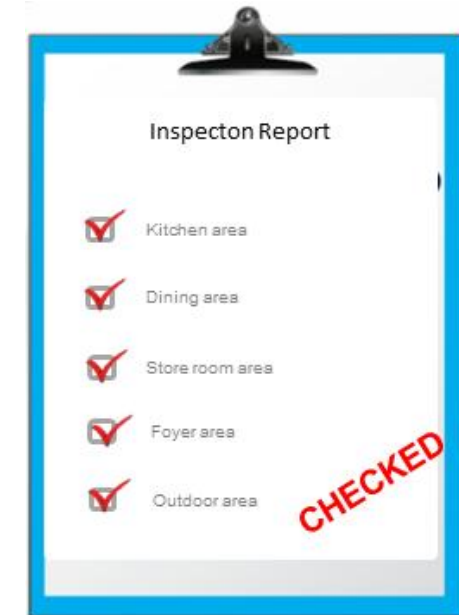 Inspecton Report
Kitchen area
Dining area
Store room area
Foyer area
Outdoor area
CHECKED